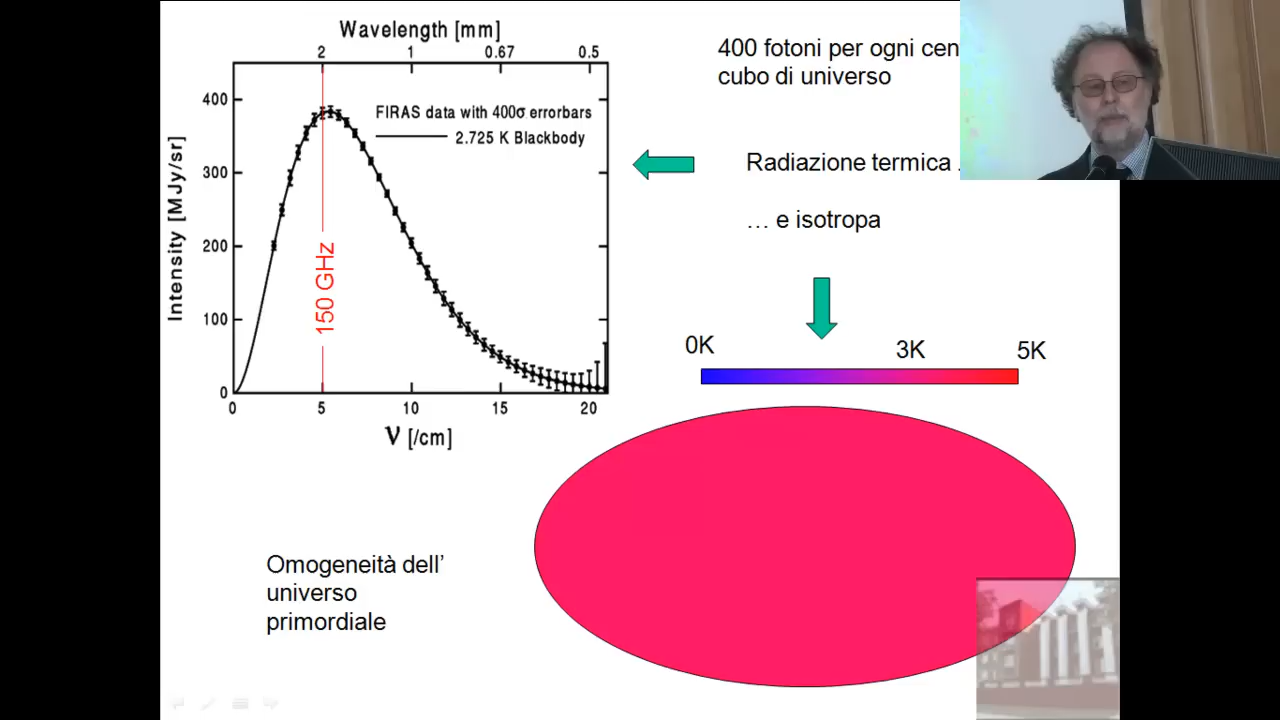 Wavelength [mm]
2 1 0.67 0.5
400 fotoni per ogni
cubo di universo
FIRAS data with 400σ errorbars
2.725 K Blackbody
Intensity [MJy/sr]
400
300
200
100
0
150 GHz
0 5 10 15 20
ν [/cm]
Radiazione termica
… e isotropa
0K 3K 5K
Omogeneità dell’
universo
primordiale